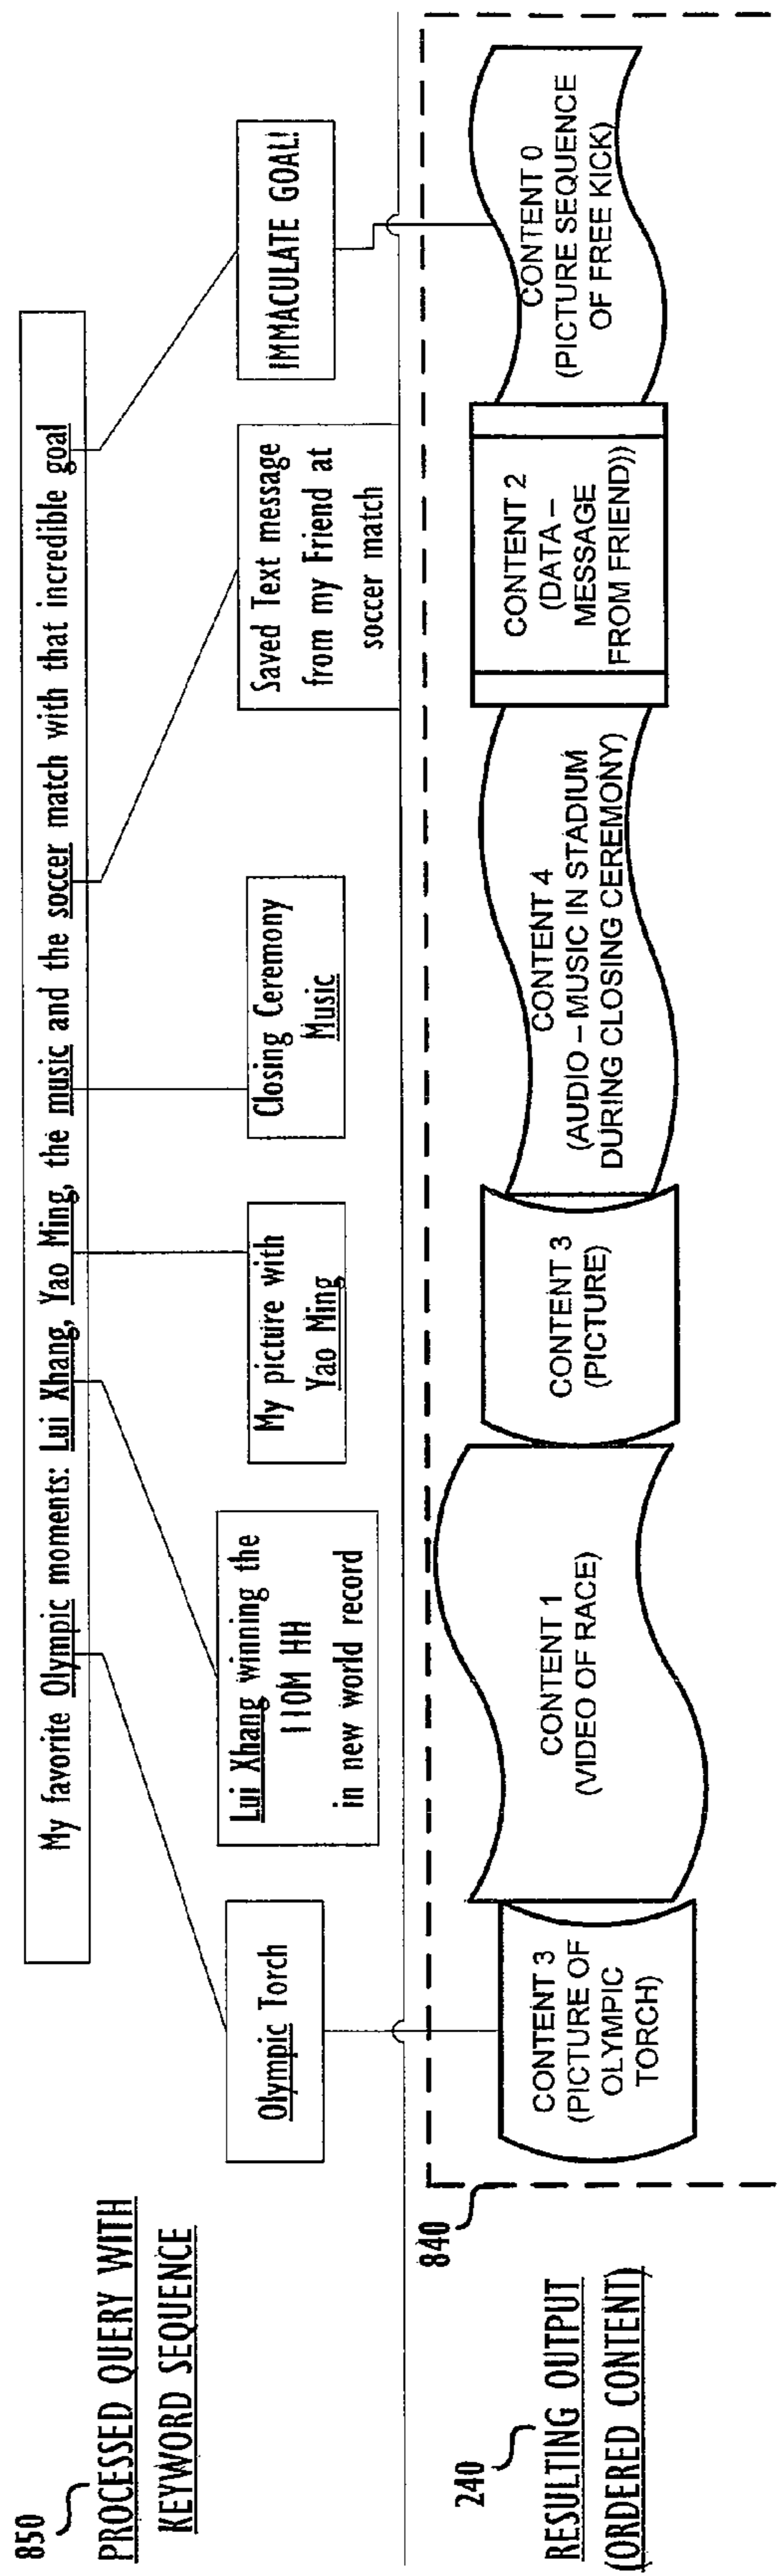 850
PROCESSED QUERY WITH
KEYWORD SEQUENCE
My favorite Olympic moments: Lui Xhang, Yao Ming, the music and the soccer match with that incredible goal
Olympic Torch
Lui Xhang winning the
110M HH
in new world record
My picture with
Yao Ming
Closing Ceremony
Music
Saved Text message
from my Friend at
soccer match
IMMACULATE GOAL!
240
RESULTING OUTPUT
(ORDERED CONTENT)
840
CONTENT 3
(PICTURE OF
OLYMPIC
TORCH)
CONTENT 1
(VIDEO OF RACE)
CONTENT 3
(PICTURE)
CONTENT 4
(AUDIO – MUSIC IN STADIUM
DURING CLOSING CEREMONY)
CONTENT 2
(DATA –
MESSAGE
FROM FRIEND))
CONTENT 0
(PICTURE SEQUENCE
OF FREE KICK)